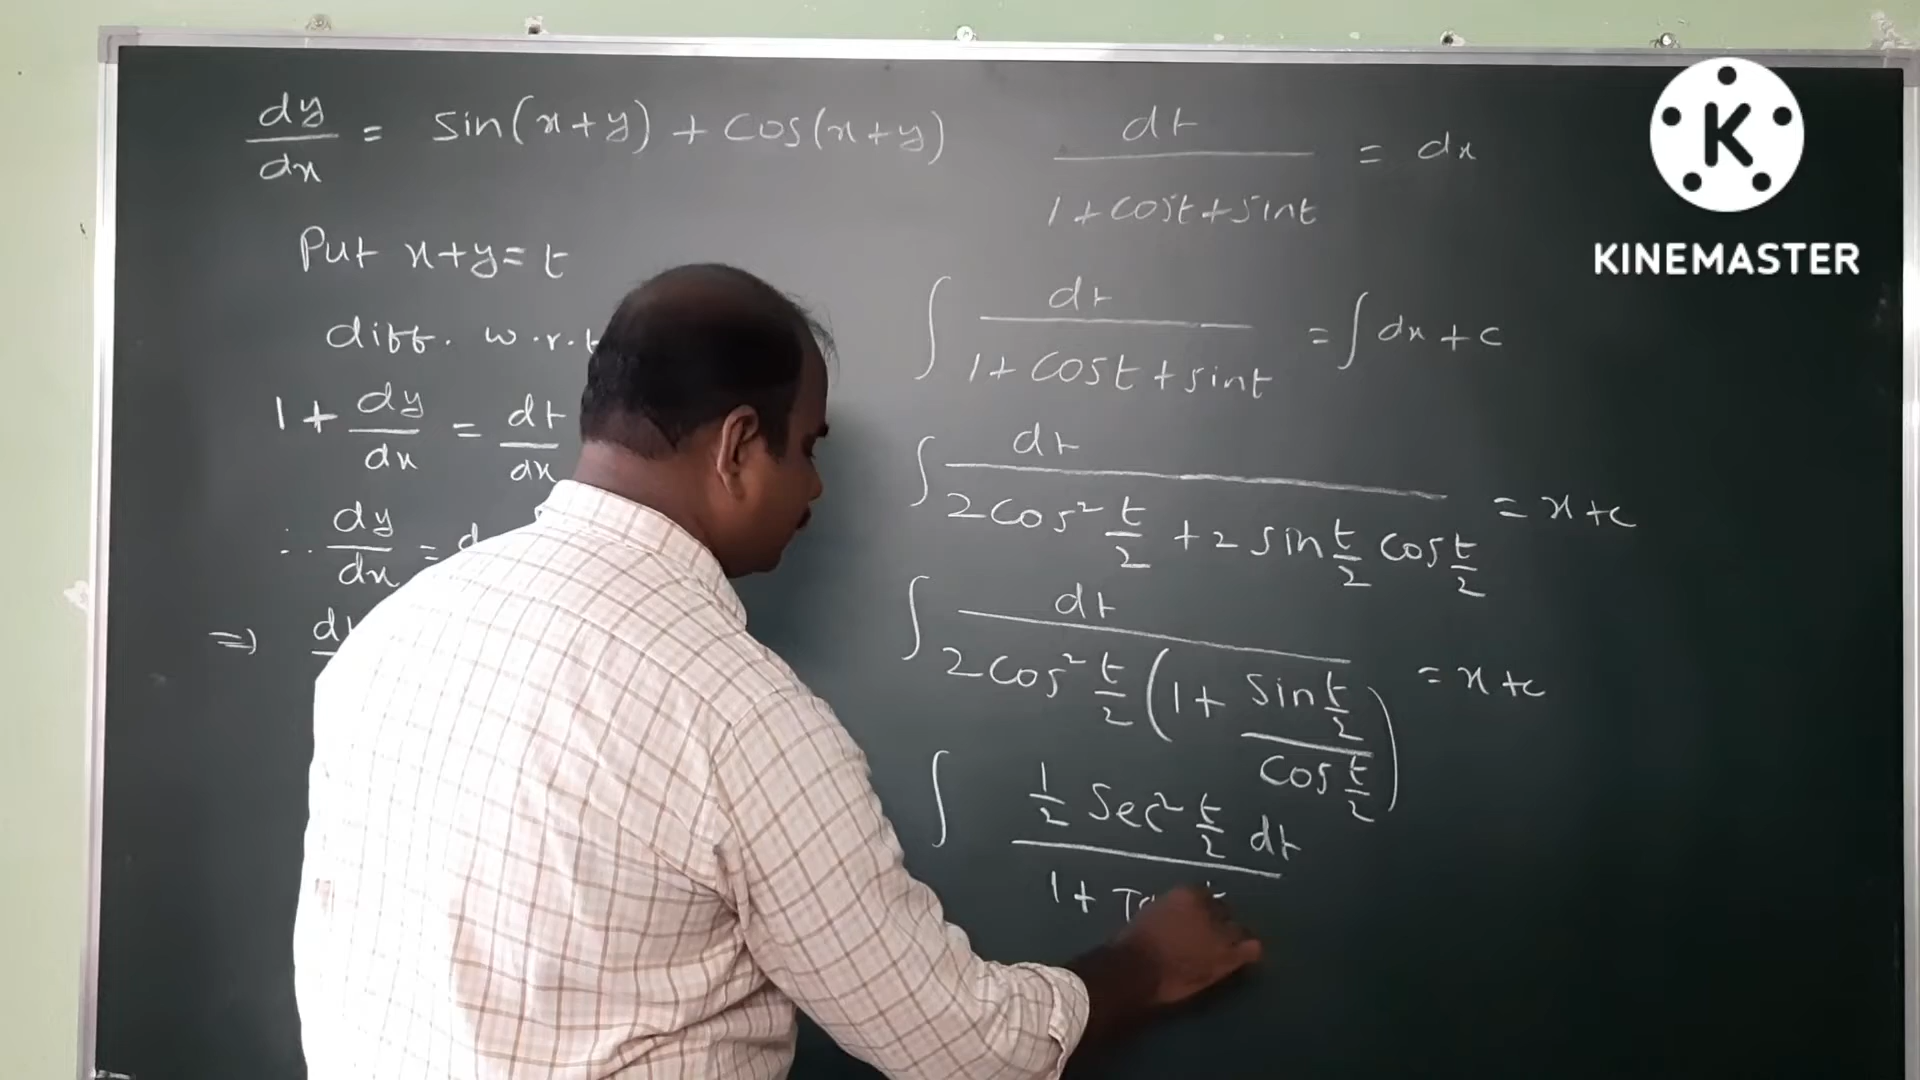 dy/dx = sin(x+y) + cos(x+y)
Put x+y = t
diff. w.r.t
1 + dy/dx = dt/dx
∴ dy/dx =
⇒
dt / 1+cost+sint = dx
∫ dt / 1+cost+sint = ∫ dx + c
∫ dt / 2cos² t/2 + 2 sin t/2 cos t/2 = x+c
∫ dt / 2cos² t/2 (1 + sin t/2 / cos t/2) = x+c
∫ 1/2 Sec² t/2 dt / 1+
K
KINEMASTER